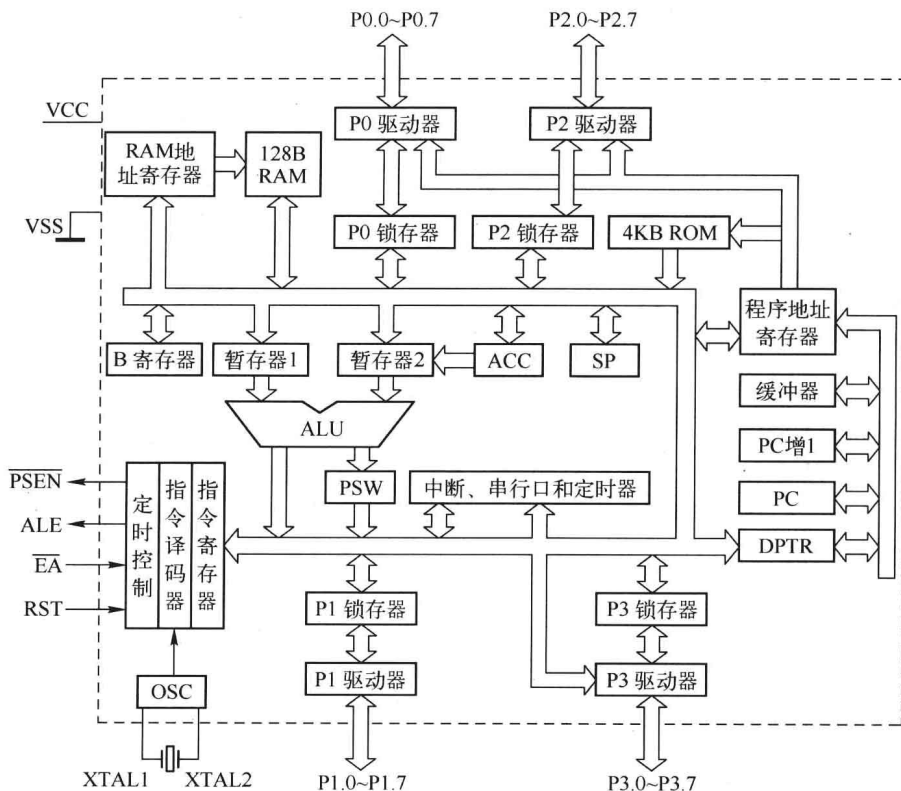 P0.0~P0.7
P2.0~P2.7
VCC
P0 驱动器
P2 驱动器
RAM地
址寄存器
128B
RAM
VSS
P0 锁存器
P2 锁存器
4KB ROM
程序地址
寄存器
B 寄存器
暂存器1
暂存器2
ACC
SP
缓冲器
ALU
PC增1
PSEN
PSW
中断、串行口和定时器
PC
ALE
定时控制
指令译码器
指令寄存器
DPTR
EA
RST
P1 锁存器
P3 锁存器
OSC
P1 驱动器
P3 驱动器
XTAL1
XTAL2
P1.0~P1.7
P3.0~P3.7